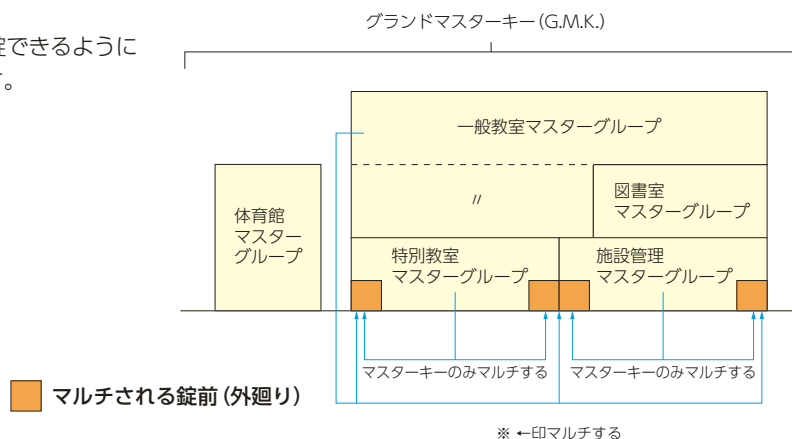 グランドマスターキー(G.M.K.)
錠できるように
す。
一般教室マスターグループ
〃
図書室
マスターグループ
体育館
マスター
グループ
特別教室
マスターグループ
施設管理
マスターグループ
マスターキーのみマルチする
マスターキーのみマルチする
マルチされる錠前(外廻り)
※ ←印マルチする